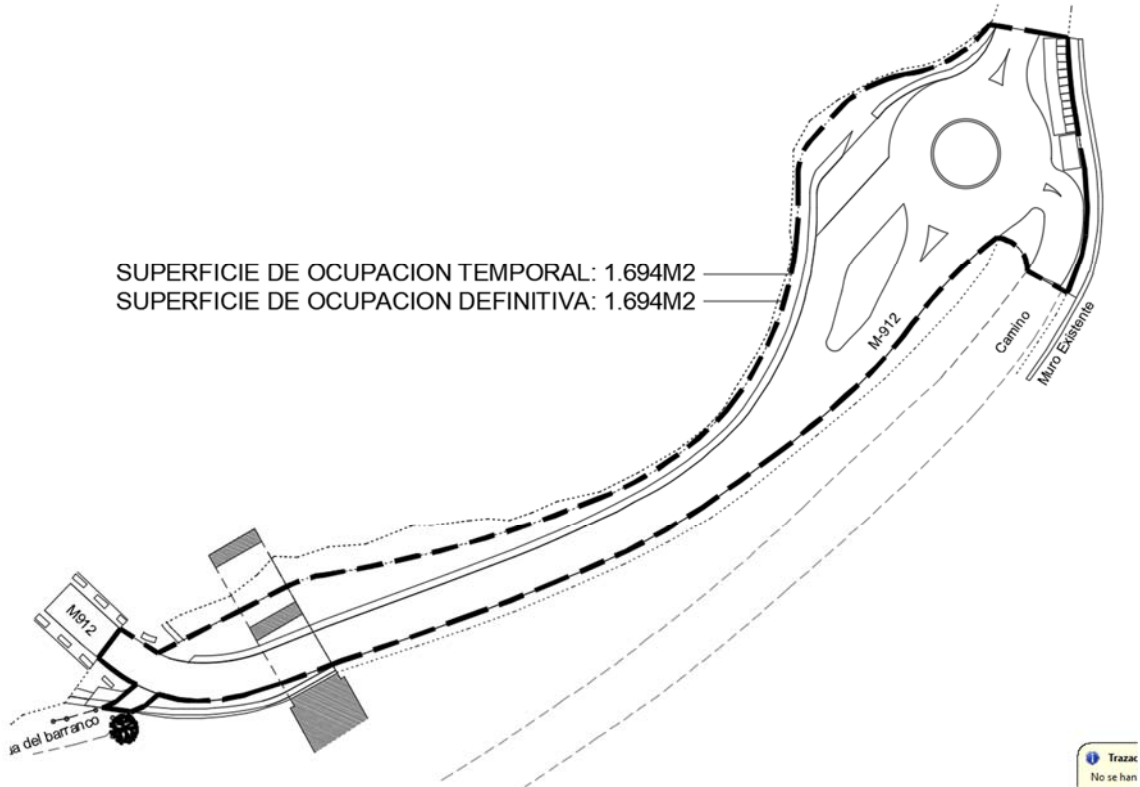 SUPERFICIE DE OCUPACION TEMPORAL: 1.694M2
SUPERFICIE DE OCUPACION DEFINITIVA: 1.694M2
M-912
Camino
Muro Existente
M912
del barranco
Trazad
No se han